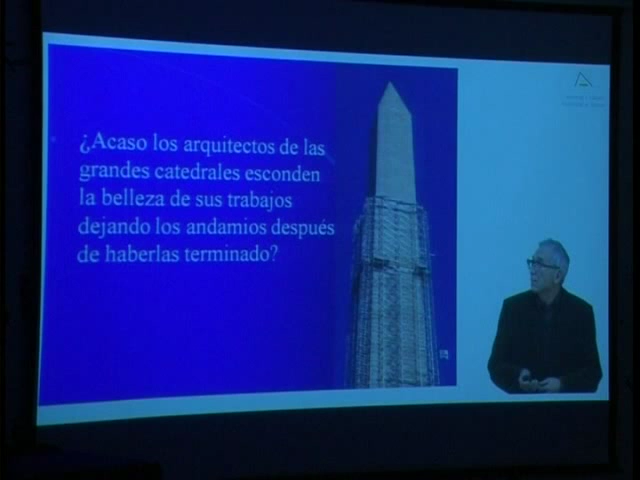 ¿Acaso los arquitectos de las
grandes catedrales esconden
la belleza de sus trabajos
dejando los andamios después
de haberlas terminado?